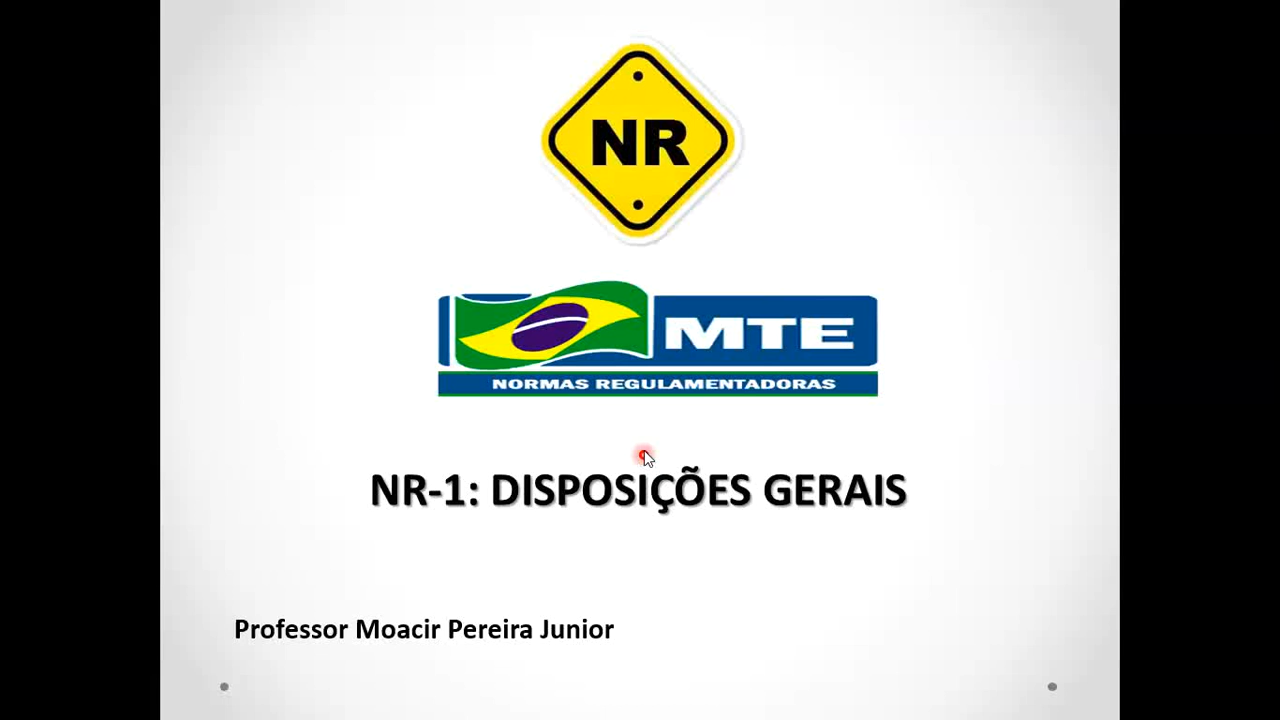 NR
MTE
NORMAS REGULAMENTADORAS
NR-1: DISPOSIÇÕES GERAIS
Professor Moacir Pereira Junior